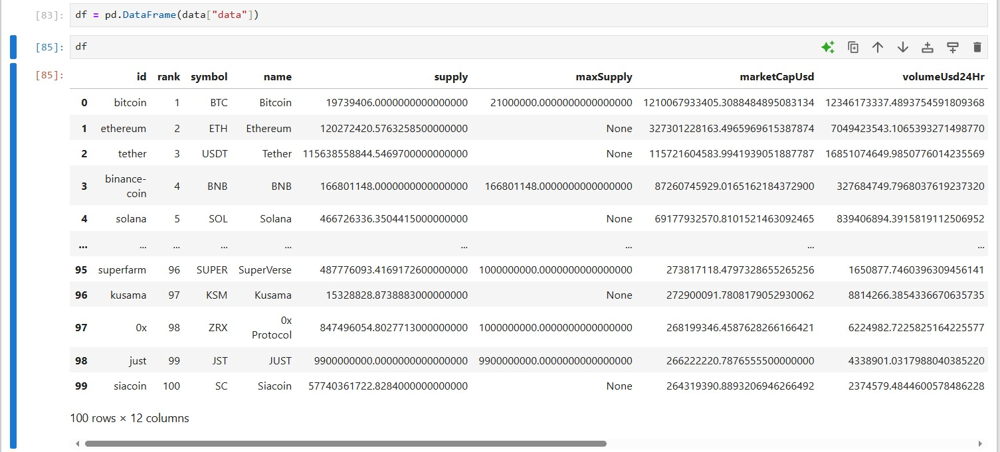 [83]: df = pd.DataFrame(data["data"])
[85]: df
[85]: id rank symbol name supply maxSupply marketCapUsd volumeUsd24Hr
0 bitcoin 1 BTC Bitcoin 19739406.0000000000000000 21000000.0000000000000000 1210067933405.3088484895083134 12346173337.4893754591809368
1 ethereum 2 ETH Ethereum 120272420.5763258500000000 None 327301228163.4965969615387874 7049423543.1065393271498770
2 tether 3 USDT Tether 115638558844.5469700000000000 None 115721604583.9941939051887787 16851074649.9850776014235569
3 binance-coin 4 BNB BNB 166801148.0000000000000000 166801148.0000000000000000 87260745929.0165162184372900 327684749.7968037619237320
4 solana 5 SOL Solana 466726336.3504415000000000 None 69177932570.8101521463092465 839406894.3915819112506952
... ... ... ... ... ... ... ... ...
95 superfarm 96 SUPER SuperVerse 487776093.4169172600000000 1000000000.0000000000000000 273817118.4797328655265256 1650877.7460396309456141
96 kusama 97 KSM Kusama 15328828.8738883000000000 None 272900091.7808179052930062 8814266.3854336670635735
97 0x 98 ZRX 0x Protocol 847496054.8027713000000000 1000000000.0000000000000000 268199346.4587628266166421 6224982.7225825164225577
98 just 99 JST JUST 9900000000.0000000000000000 9900000000.0000000000000000 266222220.7876555500000000 4338901.0317988040385220
99 siacoin 100 SC Siacoin 57740361722.8284000000000000 None 264319390.8893206946266492 2374579.4844600578486228
100 rows × 12 columns